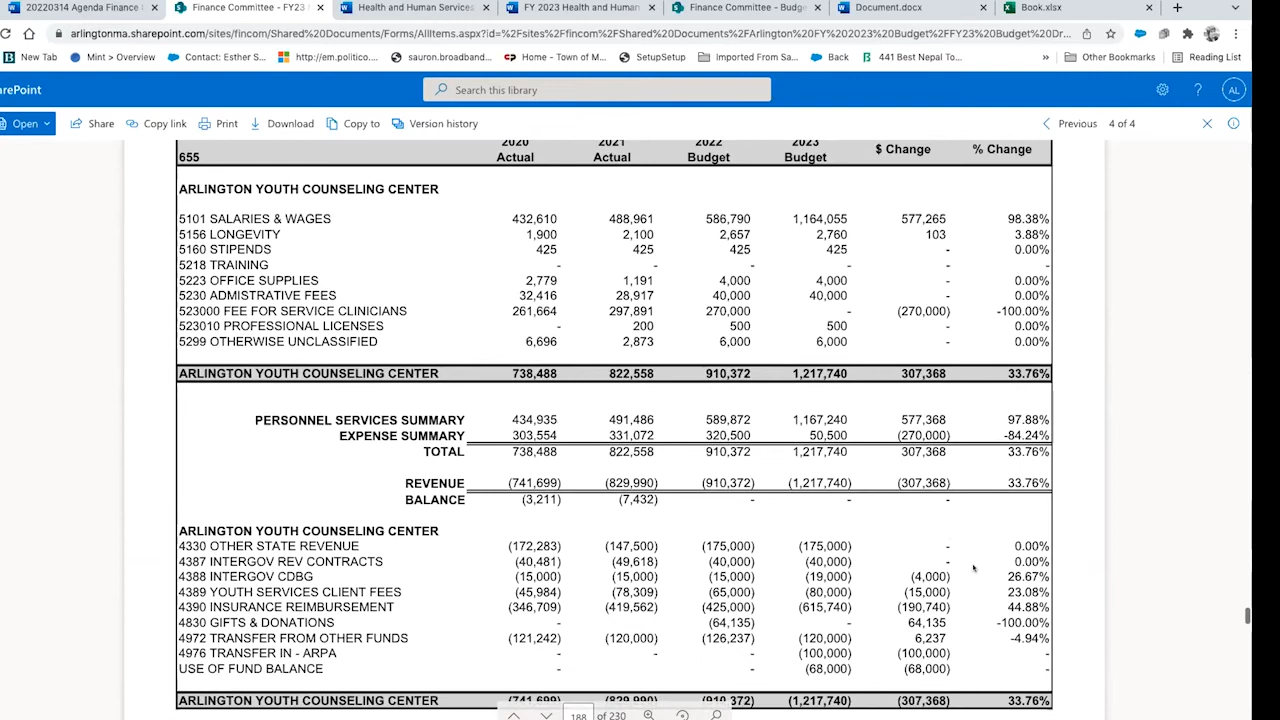 20220314 Agenda Finance Finance Committee - FY23 Health and Human Services FY 2023 Health and Human Finance Committee - Budge Document.docx Book.xlsx
arlingtonma.sharepoint.com/sites/fincom/Shared%20Documents/Forms/AllItems.aspx?id=%2Fsites%2Ffincom%2FShared%20Documents%2FArlington%20FY%202023%20Budget%2FFY23%20Budget%20Dr...
New Tab Mint > Overview Contact: Esther S... http://em.politico.... sauron.broadband... Home - Town of M... SetupSetup Imported From Sa... Back 441 Best Nepal To... » Other Bookmarks Reading List
arePoint Search this library ? AL
Open Share Copy link Print Download Copy to Version history Previous 4 of 4
2020 2021 2022 2023
655 Actual Actual Budget Budget $ Change % Change
ARLINGTON YOUTH COUNSELING CENTER
5101 SALARIES & WAGES 432,610 488,961 586,790 1,164,055 577,265 98.38%
5156 LONGEVITY 1,900 2,100 2,657 2,760 103 3.88%
5160 STIPENDS 425 425 425 425 - 0.00%
5218 TRAINING - - - - - -
5223 OFFICE SUPPLIES 2,779 1,191 4,000 4,000 - 0.00%
5230 ADMISTRATIVE FEES 32,416 28,917 40,000 40,000 - 0.00%
523000 FEE FOR SERVICE CLINICIANS 261,664 297,891 270,000 - (270,000) -100.00%
523010 PROFESSIONAL LICENSES - 200 500 500 - 0.00%
5299 OTHERWISE UNCLASSIFIED 6,696 2,873 6,000 6,000 - 0.00%
ARLINGTON YOUTH COUNSELING CENTER 738,488 822,558 910,372 1,217,740 307,368 33.76%
PERSONNEL SERVICES SUMMARY 434,935 491,486 589,872 1,167,240 577,368 97.88%
EXPENSE SUMMARY 303,554 331,072 320,500 50,500 (270,000) -84.24%
TOTAL 738,488 822,558 910,372 1,217,740 307,368 33.76%
REVENUE (741,699) (829,990) (910,372) (1,217,740) (307,368) 33.76%
BALANCE (3,211) (7,432) - - -
ARLINGTON YOUTH COUNSELING CENTER
4330 OTHER STATE REVENUE (172,283) (147,500) (175,000) (175,000) - 0.00%
4387 INTERGOV REV CONTRACTS (40,481) (49,618) (40,000) (40,000) - 0.00%
4388 INTERGOV CDBG (15,000) (15,000) (15,000) (19,000) (4,000) 26.67%
4389 YOUTH SERVICES CLIENT FEES (45,984) (78,309) (65,000) (80,000) (15,000) 23.08%
4390 INSURANCE REIMBURSEMENT (346,709) (419,562) (425,000) (615,740) (190,740) 44.88%
4830 GIFTS & DONATIONS - - (64,135) - 64,135 -100.00%
4972 TRANSFER FROM OTHER FUNDS (121,242) (120,000) (126,237) (120,000) 6,237 -4.94%
4976 TRANSFER IN - ARPA - - - (100,000) (100,000) -
USE OF FUND BALANCE - - - (68,000) (68,000) -
ARLINGTON YOUTH COUNSELING CENTER (741,699) (829,990) (910,372) (1,217,740) (307,368) 33.76%
188 of 230